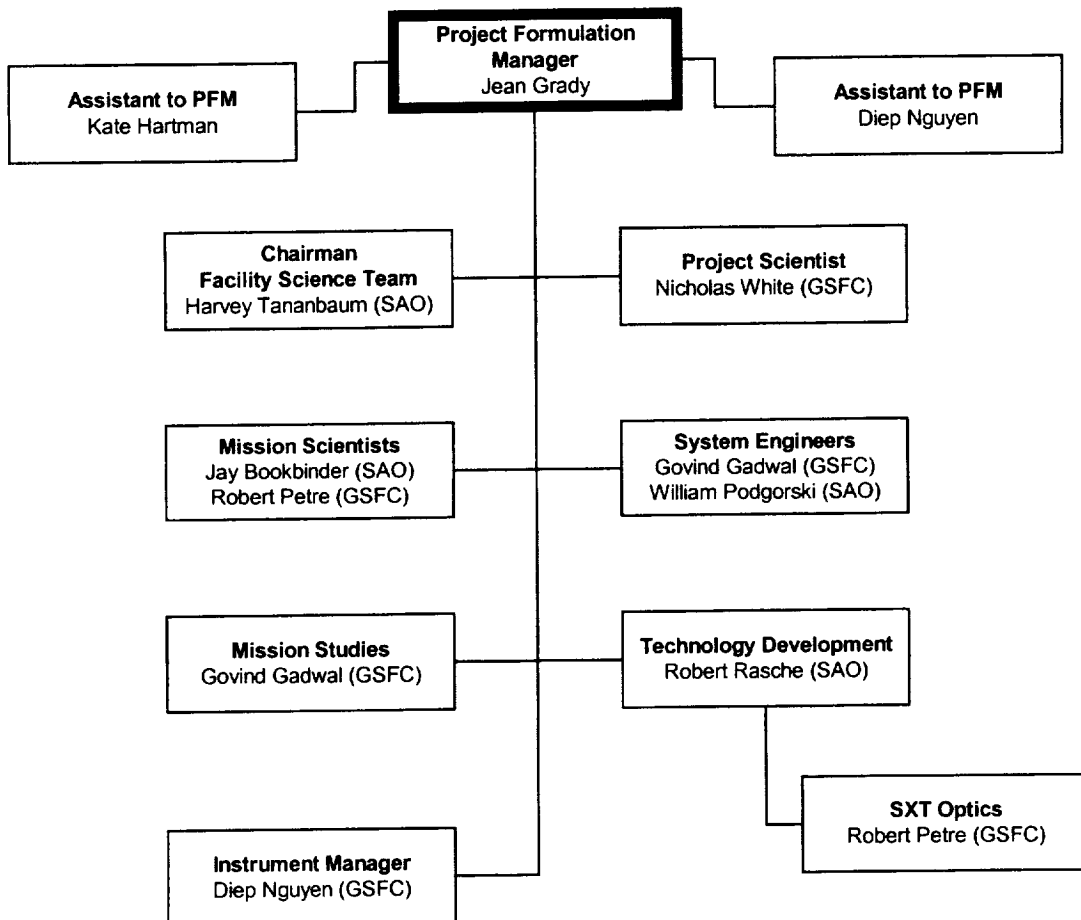 Project Formulation
Manager
Jean Grady
Assistant to PFM
Kate Hartman
Assistant to PFM
Diep Nguyen
Chairman
Facility Science Team
Harvey Tananbaum (SAO)
Project Scientist
Nicholas White (GSFC)
Mission Scientists
Jay Bookbinder (SAO)
Robert Petre (GSFC)
System Engineers
Govind Gadwal (GSFC)
William Podgorski (SAO)
Mission Studies
Govind Gadwal (GSFC)
Technology Development
Robert Rasche (SAO)
SXT Optics
Robert Petre (GSFC)
Instrument Manager
Diep Nguyen (GSFC)